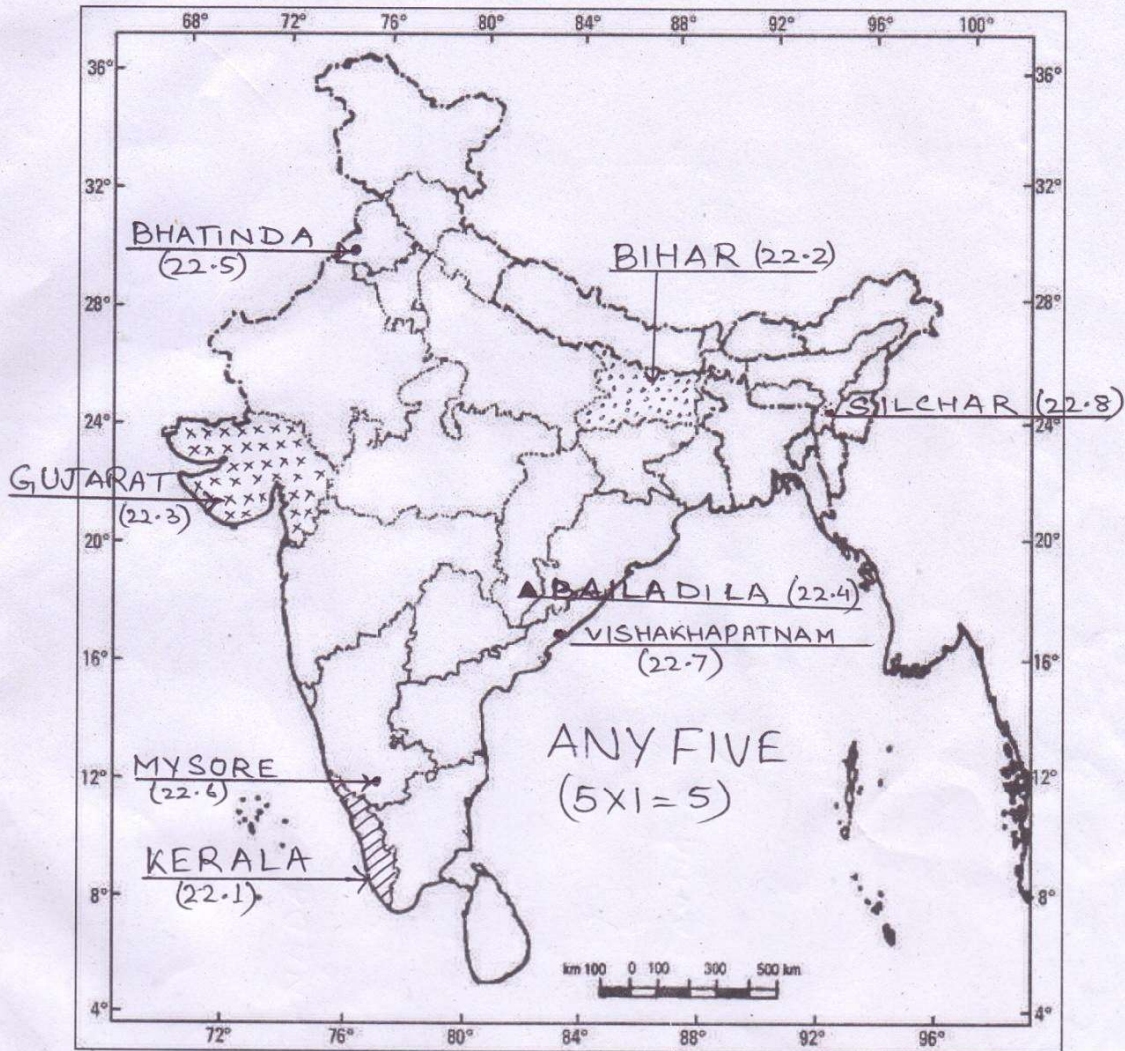 68° 72° 76° 80° 84° 88° 92° 96° 100°
36° 36°
32° 32°
BHATINDA
(22.5)
BIHAR (22.2)
28° 28°
SILCHAR (22.8)
24° 24°
GUJARAT
(22.3)
20° 20°
BAILADILA (22.4)
VISHAKHAPATNAM
(22.7)
16° 16°
ANY FIVE
(5X1=5)
MYSORE
(22.6)
12° 12°
KERALA
(22.1)
8° 8°
km 100 0 100 300 500 km
4° 4°
72° 76° 80° 84° 88° 92° 96°